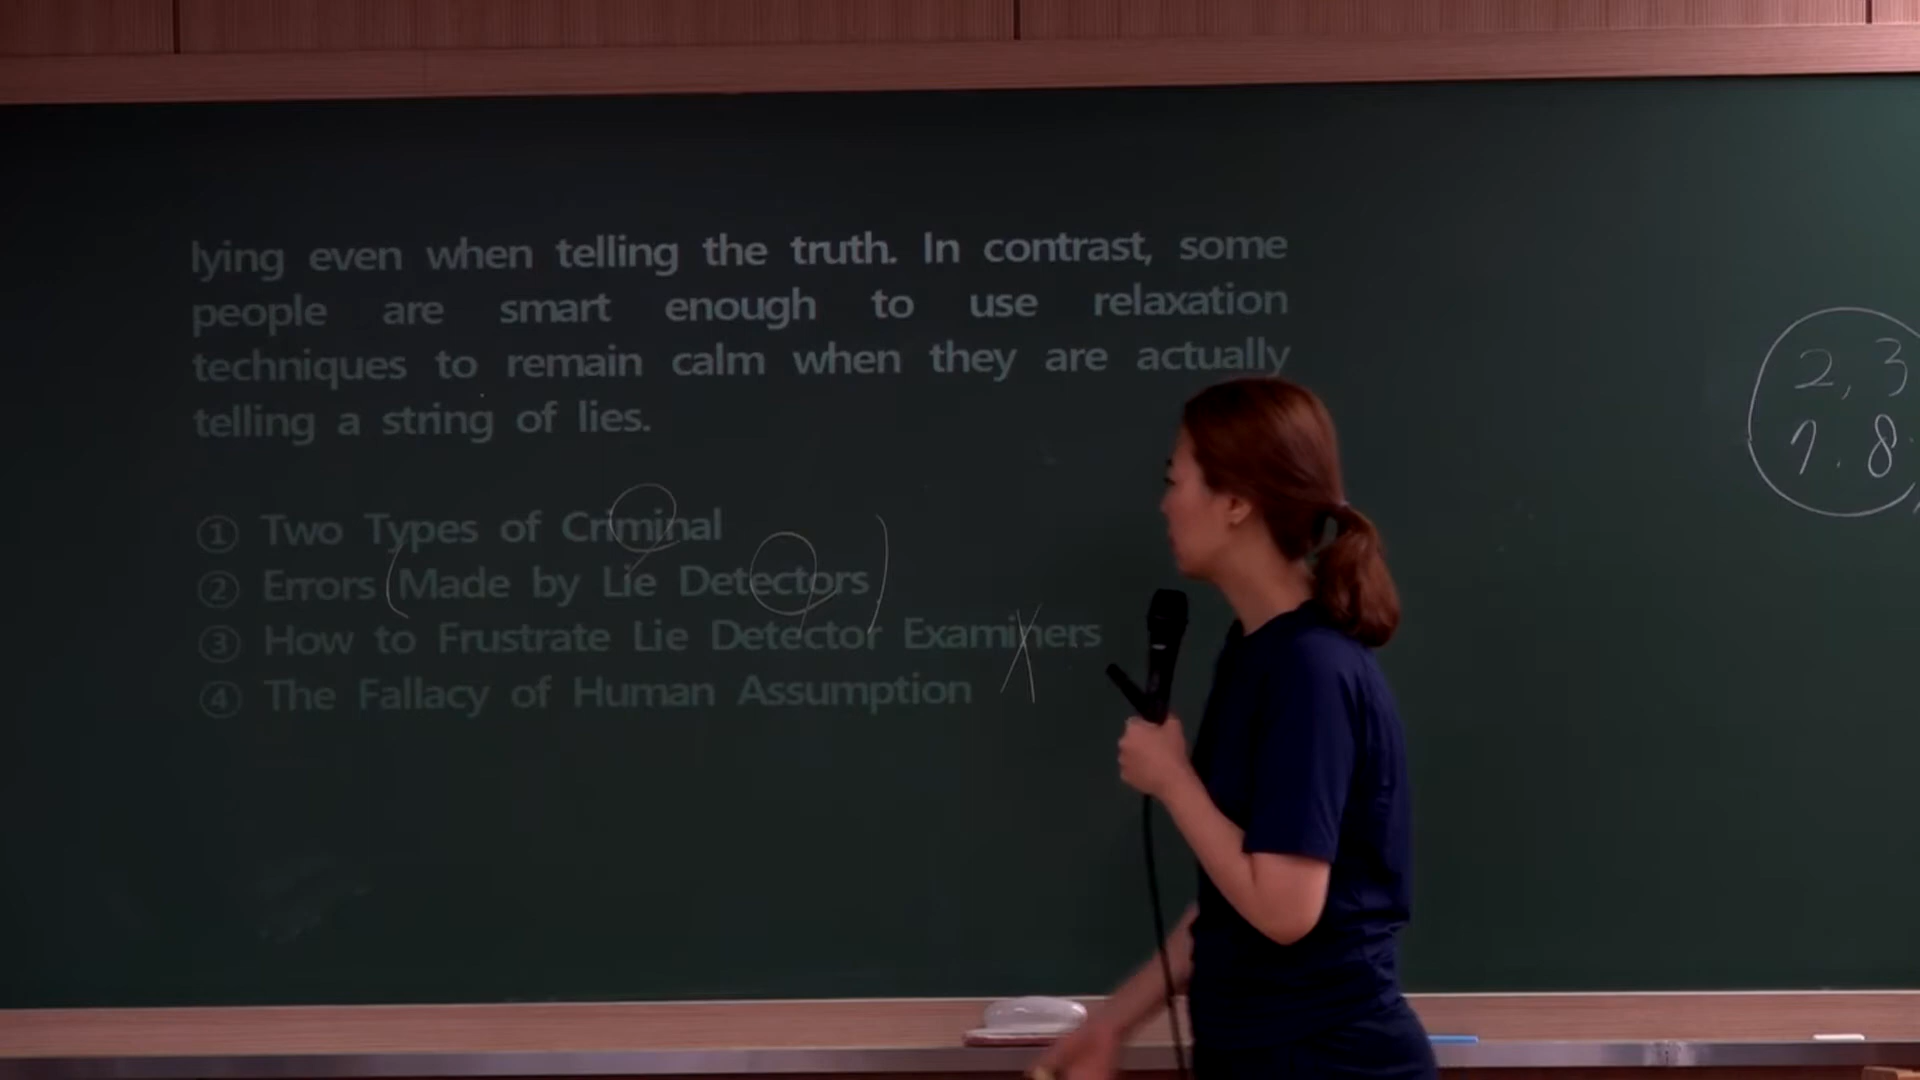 lying even when telling the truth. In contrast, some
people are smart enough to use relaxation
techniques to remain calm when they are actually
telling a string of lies.
① Two Types of Criminal
② Errors (Made by Lie Detectors)
③ How to Frustrate Lie Detector Examiners
④ The Fallacy of Human Assumption X
2, 3
7. 8.